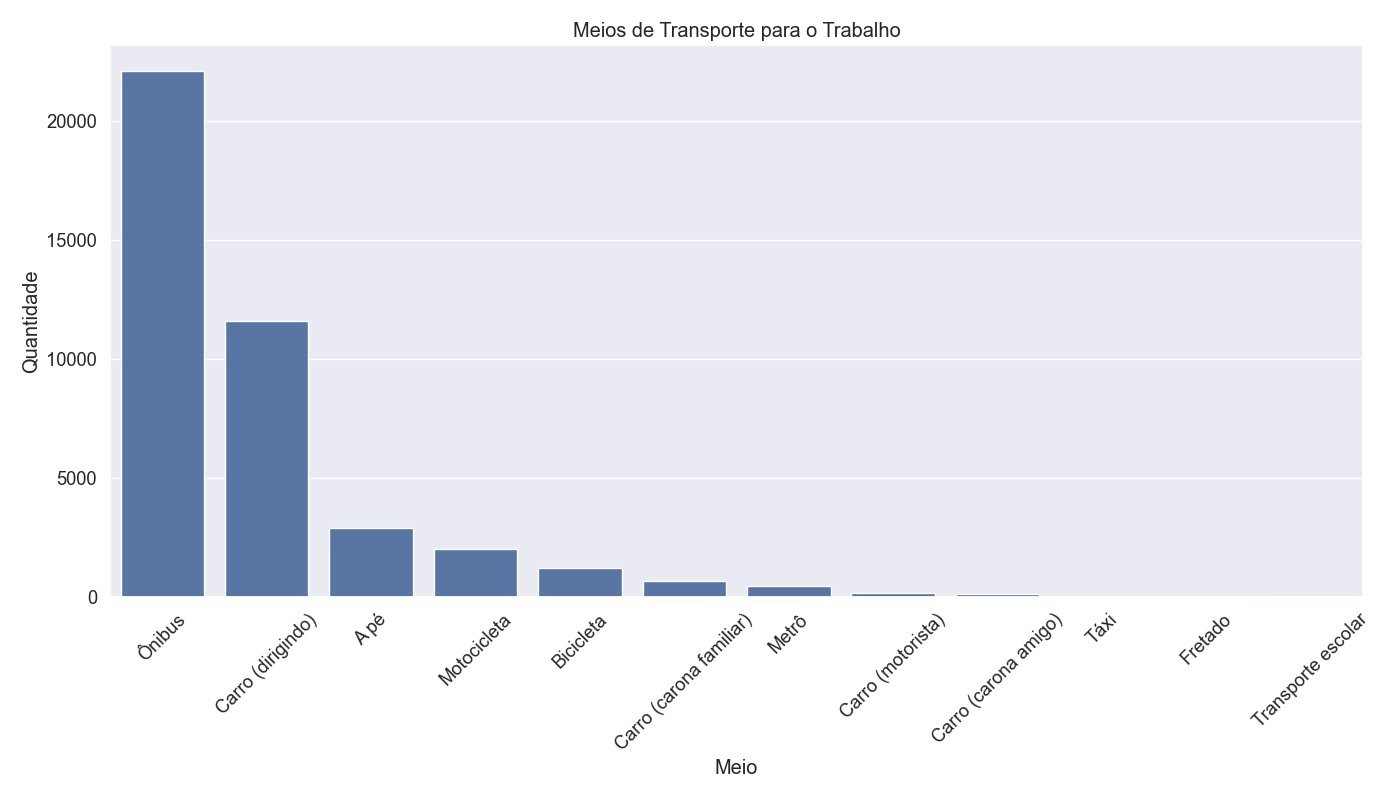 Meios de Transporte para o Trabalho
Quantidade
20000
15000
10000
5000
0
Ônibus
Carro (dirigindo)
A pé
Motocicleta
Bicicleta
Carro (carona familiar)
Metrô
Carro (motorista)
Carro (carona amigo)
Táxi
Fretado
Transporte escolar
Meio